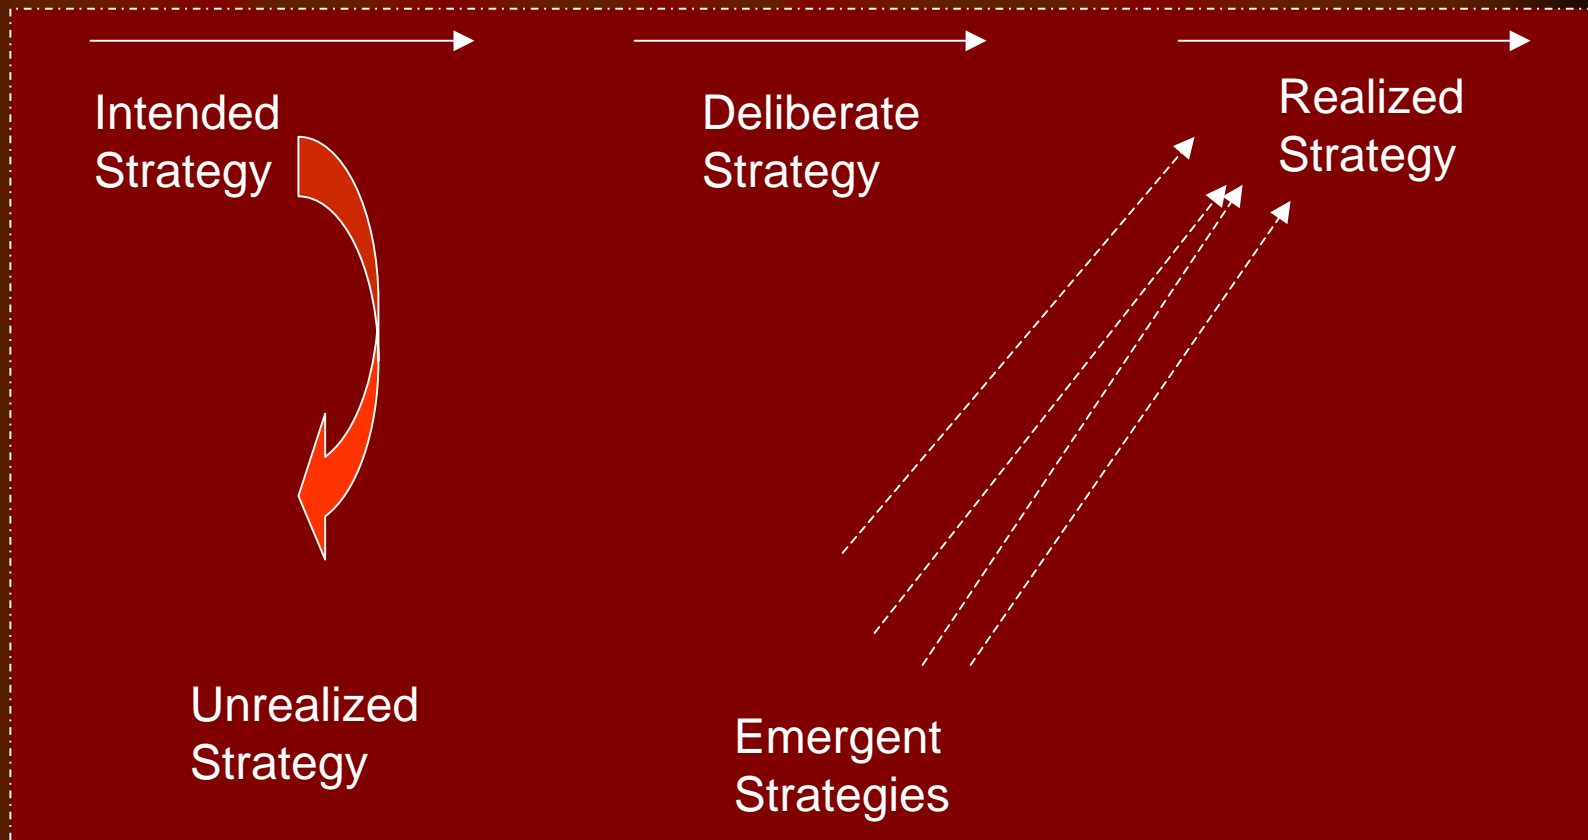 Intended
Strategy
Deliberate
Strategy
Realized
Strategy
Unrealized
Strategy
Emergent
Strategies